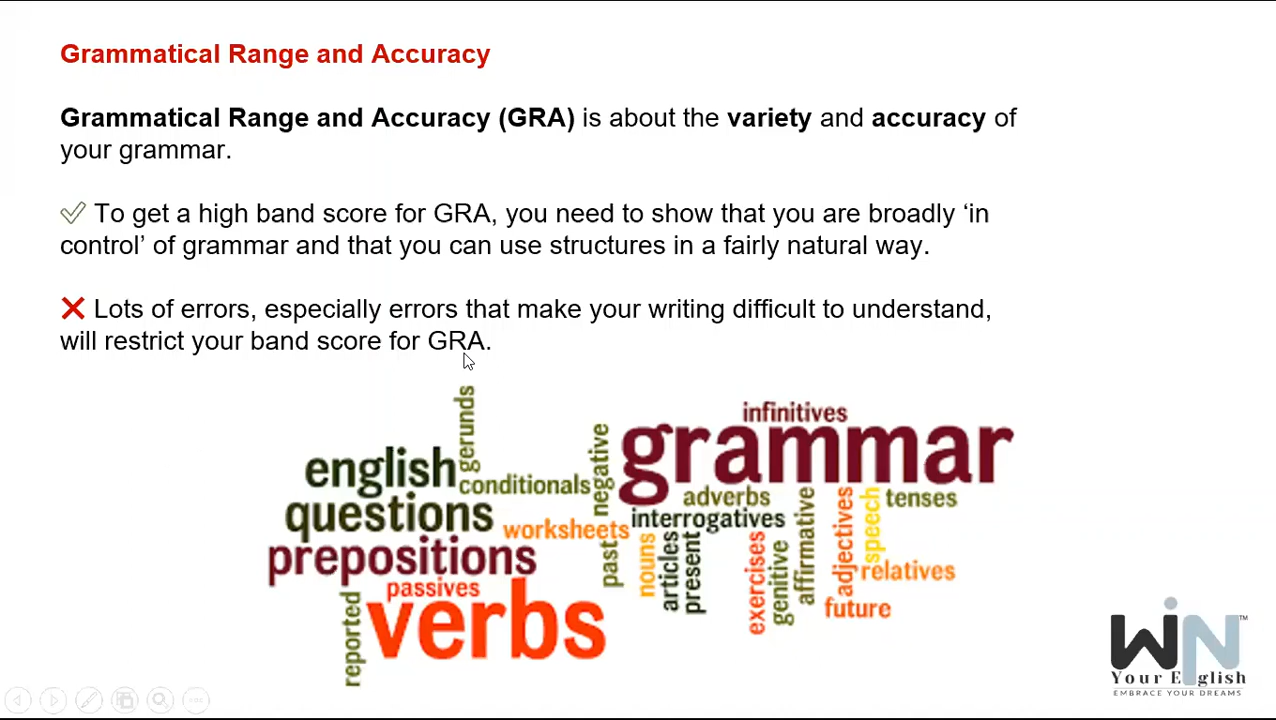 Grammatical Range and Accuracy
Grammatical Range and Accuracy (GRA) is about the variety and accuracy of
your grammar.
✅ To get a high band score for GRA, you need to show that you are broadly ‘in
control’ of grammar and that you can use structures in a fairly natural way.
❌ Lots of errors, especially errors that make your writing difficult to understand,
will restrict your band score for GRA.
gerunds
infinitives
grammar
english
conditionals
negative
adverbs
tenses
questions
worksheets
interrogatives
affirmative
adjectives
speech
prepositions
past
nouns
articles
present
exercises
genitive
relatives
passives
verbs
future
reported
WiN™
Your English
EMBRACE YOUR DREAMS